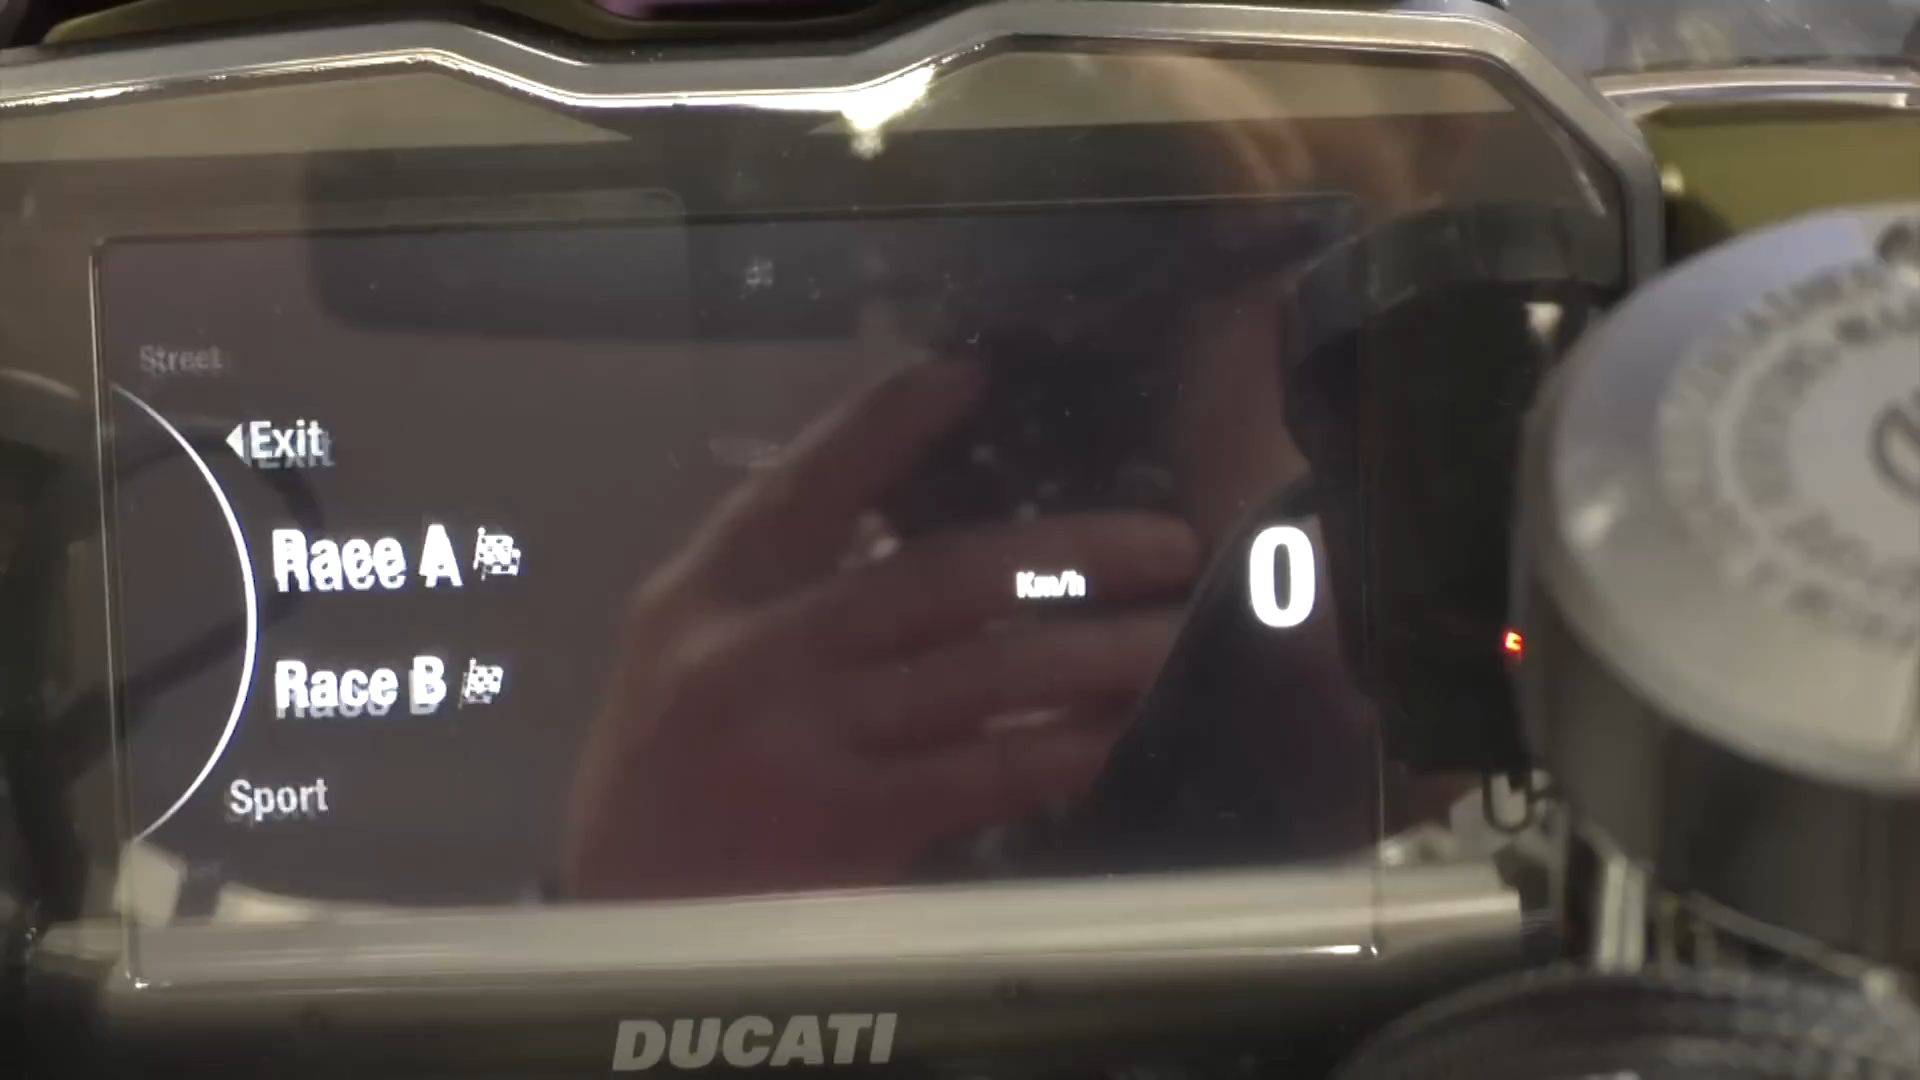 Street
Exit
Race A
Race B
Km/h 0
Sport
DUCATI